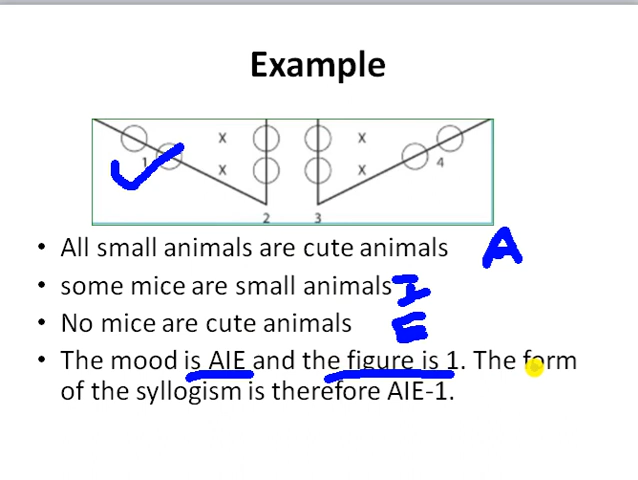 Example
1 x x
x x 4
2 3
All small animals are cute animals A
some mice are small animals I
No mice are cute animals E
The mood is AIE and the figure is 1. The form
of the syllogism is therefore AIE-1.